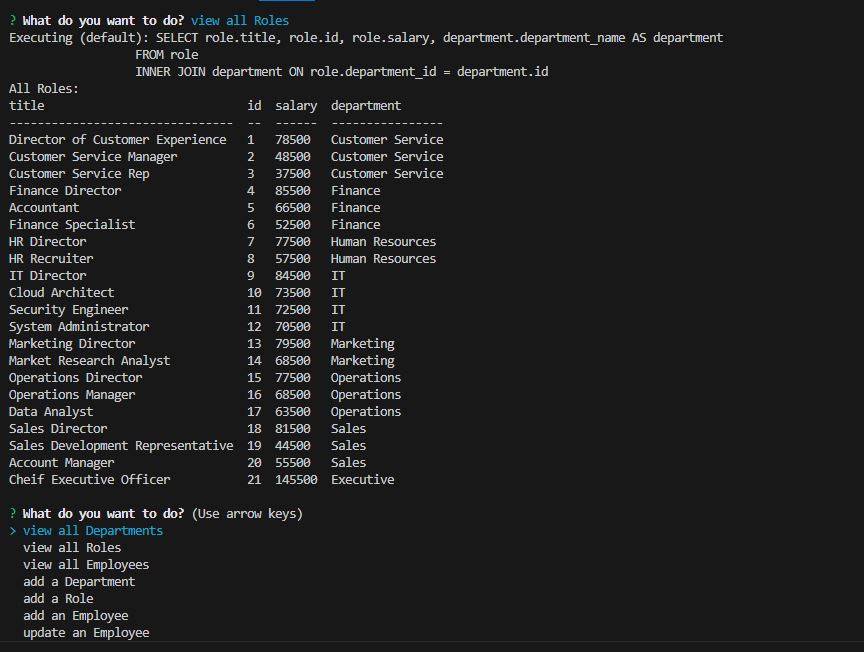 ? What do you want to do? view all Roles
Executing (default): SELECT role.title, role.id, role.salary, department.department_name AS department
                  FROM role
                  INNER JOIN department ON role.department_id = department.id
All Roles:
title                             id  salary  department
--------------------------------  --  ------  ----------------
Director of Customer Experience   1   78500   Customer Service
Customer Service Manager          2   48500   Customer Service
Customer Service Rep              3   37500   Customer Service
Finance Director                  4   85500   Finance
Accountant                        5   66500   Finance
Finance Specialist                6   52500   Finance
HR Director                       7   77500   Human Resources
HR Recruiter                      8   57500   Human Resources
IT Director                       9   84500   IT
Cloud Architect                   10  73500   IT
Security Engineer                 11  72500   IT
System Administrator              12  70500   IT
Marketing Director                13  79500   Marketing
Market Research Analyst           14  68500   Marketing
Operations Director               15  77500   Operations
Operations Manager                16  68500   Operations
Data Analyst                      17  63500   Operations
Sales Director                    18  81500   Sales
Sales Development Representative  19  44500   Sales
Account Manager                   20  55500   Sales
Cheif Executive Officer           21  145500  Executive
? What do you want to do? (Use arrow keys)
> view all Departments
  view all Roles
  view all Employees
  add a Department
  add a Role
  add an Employee
  update an Employee